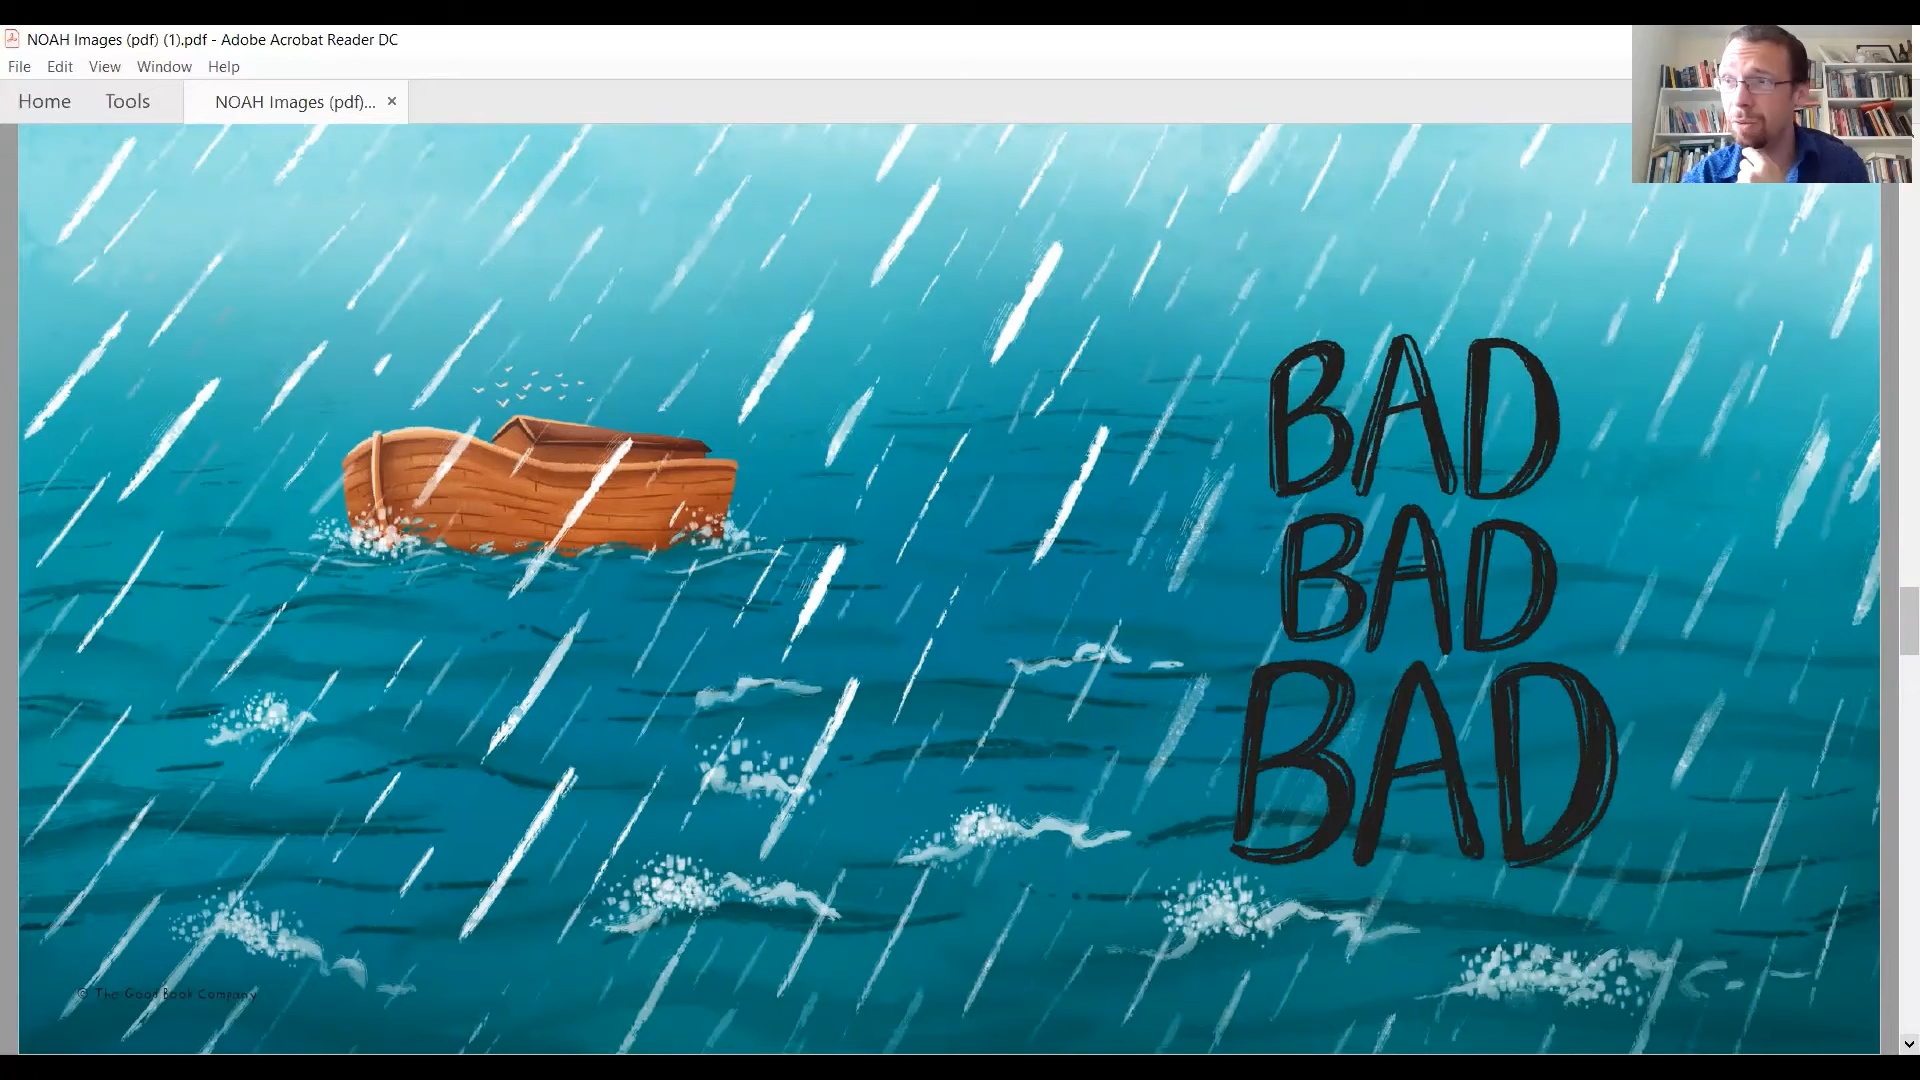 NOAH Images (pdf) (1).pdf - Adobe Acrobat Reader DC
File Edit View Window Help
Home Tools NOAH Images (pdf)... ×
BAD
BAD
BAD
© The Good Book Company